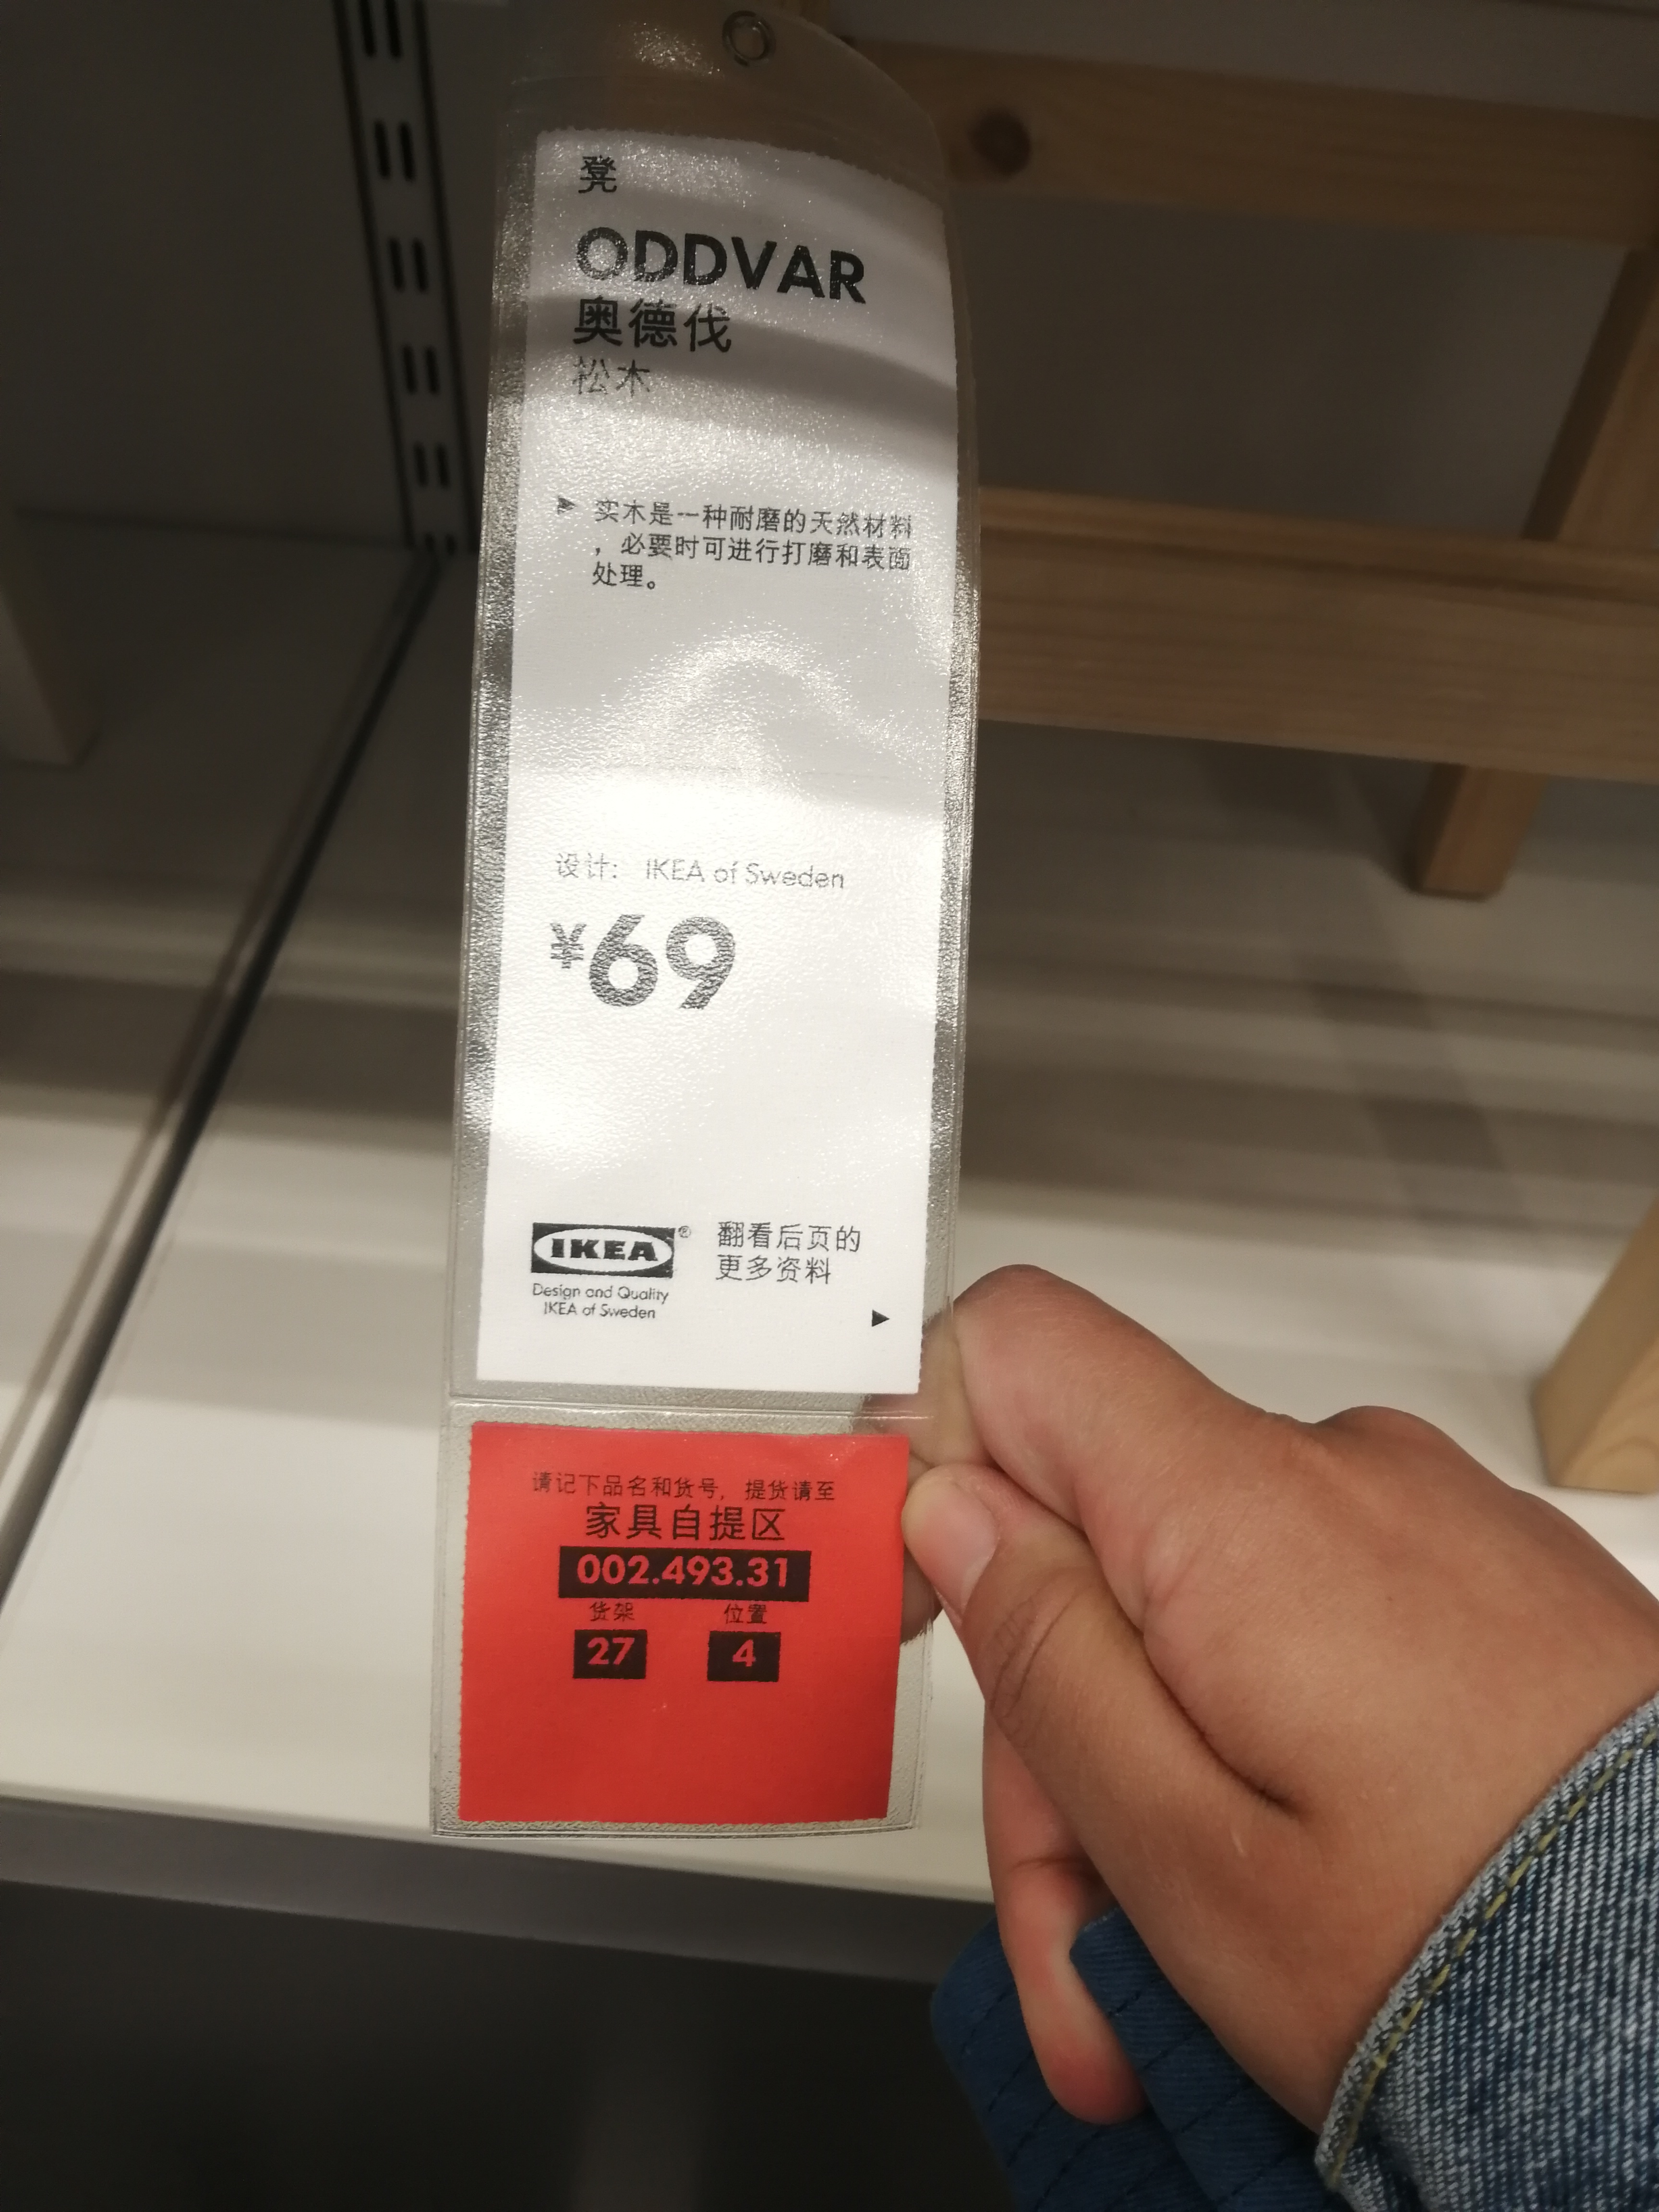 凳
ODDVAR
奥德伐
松木
▶ 实木是一种耐磨的天然材料
，必要时可进行打磨和表面
处理。
设计: IKEA of Sweden
¥69
IKEA®
Design and Quality
IKEA of Sweden
翻看后页的
更多资料
▶
请记下品名和货号，提货请至
家具自提区
002.493.31
货架 位置
27 4